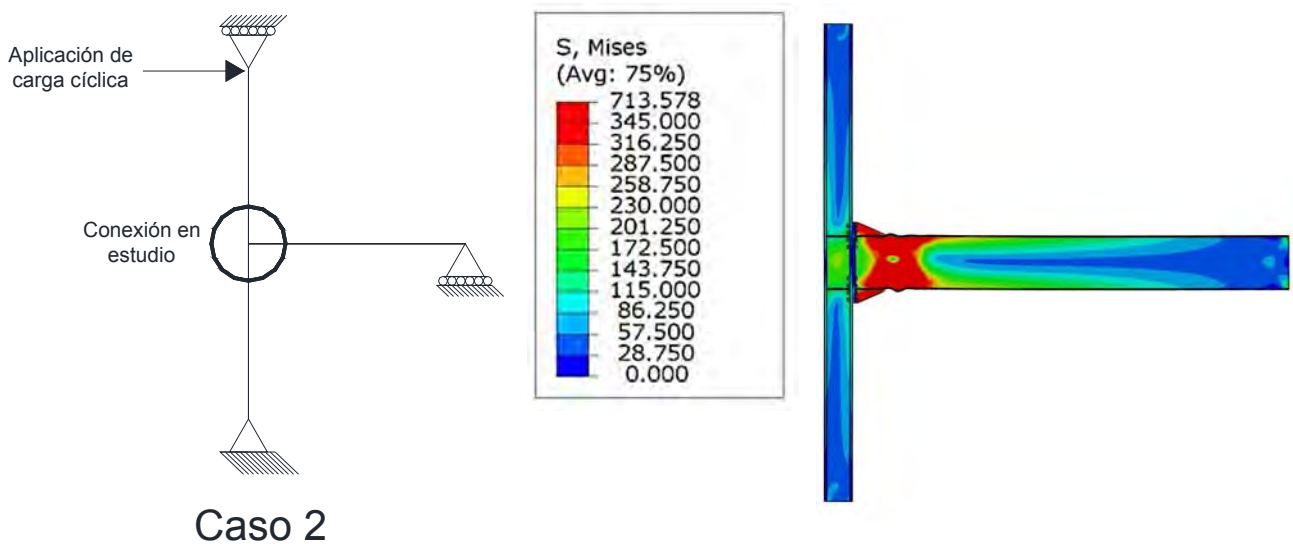 Aplicación de
carga cíclica
Conexión en
estudio
Caso 2
S, Mises
(Avg: 75%)
713.578
345.000
316.250
287.500
258.750
230.000
201.250
172.500
143.750
115.000
86.250
57.500
28.750
0.000